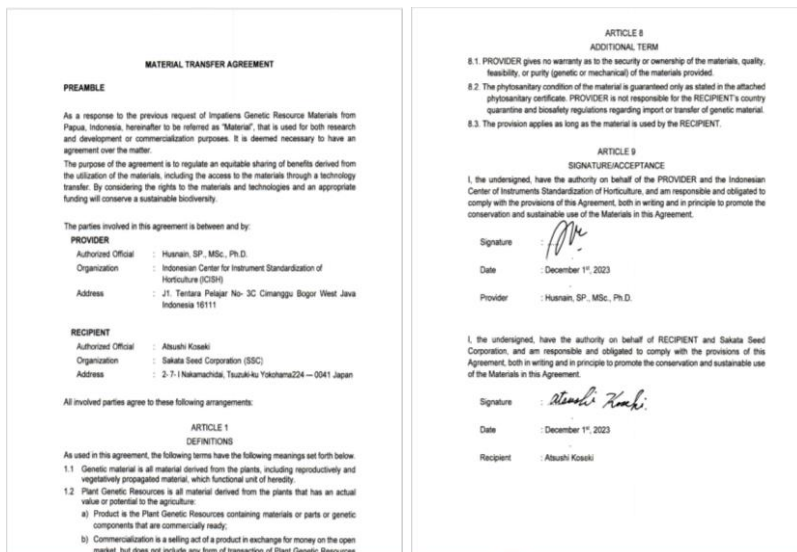 MATERIAL TRANSFER AGREEMENT
PREAMBLE
As a response to the previous request of Impatiens Genetic Resource Materials from
Papua, Indonesia, hereinafter to be referred as "Material", that is used for both research
and development or commercialization purposes. It is deemed necessary to have an
agreement over the matter.
The purpose of the agreement is to regulate an equitable sharing of benefits derived from
the utilization of the materials, including the access to the materials through a technology
transfer. By considering the rights to the materials and technologies and an appropriate
funding will conserve a sustainable biodiversity.
The parties involved in this agreement is between and by:
PROVIDER
Authorized Official : Husnain, SP., MSc., Ph.D.
Organization : Indonesian Center for Instrument Standardization of
Horticulture (ICISH)
Address : J1. Tentara Pelajar No- 3C Cimanggu Bogor West Java
Indonesia 16111
RECIPIENT
Authorized Official : Atsushi Koseki
Organization : Sakata Seed Corporation (SSC)
Address : 2- 7- I Nakamachidai, Tsuzuki-ku Yokohama224 — 0041 Japan
All involved parties agree to these following arrangements:
ARTICLE 1
DEFINITIONS
As used in this agreement, the following terms have the following meanings set forth below.
1.1 Genetic material is all material derived from the plants, including reproductively and
vegetatively propagated material, which functional unit of heredity.
1.2 Plant Genetic Resources is all material derived from the plants that has an actual
value or potential to the agriculture:
a) Product is the Plant Genetic Resources containing materials or parts or genetic
components that are commercially ready;
b) Commercialization is a selling act of a product in exchange for money on the open
market, but does not include any form of transaction of Plant Genetic Resources
ARTICLE 8
ADDITIONAL TERM
8.1. PROVIDER gives no warranty as to the security or ownership of the materials, quality,
feasibility, or purity (genetic or mechanical) of the materials provided.
8.2. The phytosanitary condition of the material is guaranteed only as stated in the attached
phytosanitary certificate. PROVIDER is not responsible for the RECIPIENT's country
quarantine and biosafety regulations regarding import or transfer of genetic material.
8.3. The provision applies as long as the material is used by the RECIPIENT.
ARTICLE 9
SIGNATURE/ACCEPTANCE
I, the undersigned, have the authority on behalf of the PROVIDER and the Indonesian
Center of Instruments Standardization of Horticulture, and am responsible and obligated to
comply with the provisions of this Agreement, both in writing and in principle to promote the
conservation and sustainable use of the Materials in this Agreement.
Signature :
Date : December 1st, 2023
Provider : Husnain, SP., MSc., Ph.D.
I, the undersigned, have the authority on behalf of RECIPIENT and Sakata Seed
Corporation, and am responsible and obligated to comply with the provisions of this
Agreement, both in writing and in principle to promote the conservation and sustainable use
of the Materials in this Agreement.
Signature : Atsushi Koseki
Date : December 1st, 2023
Recipient : Atsushi Koseki